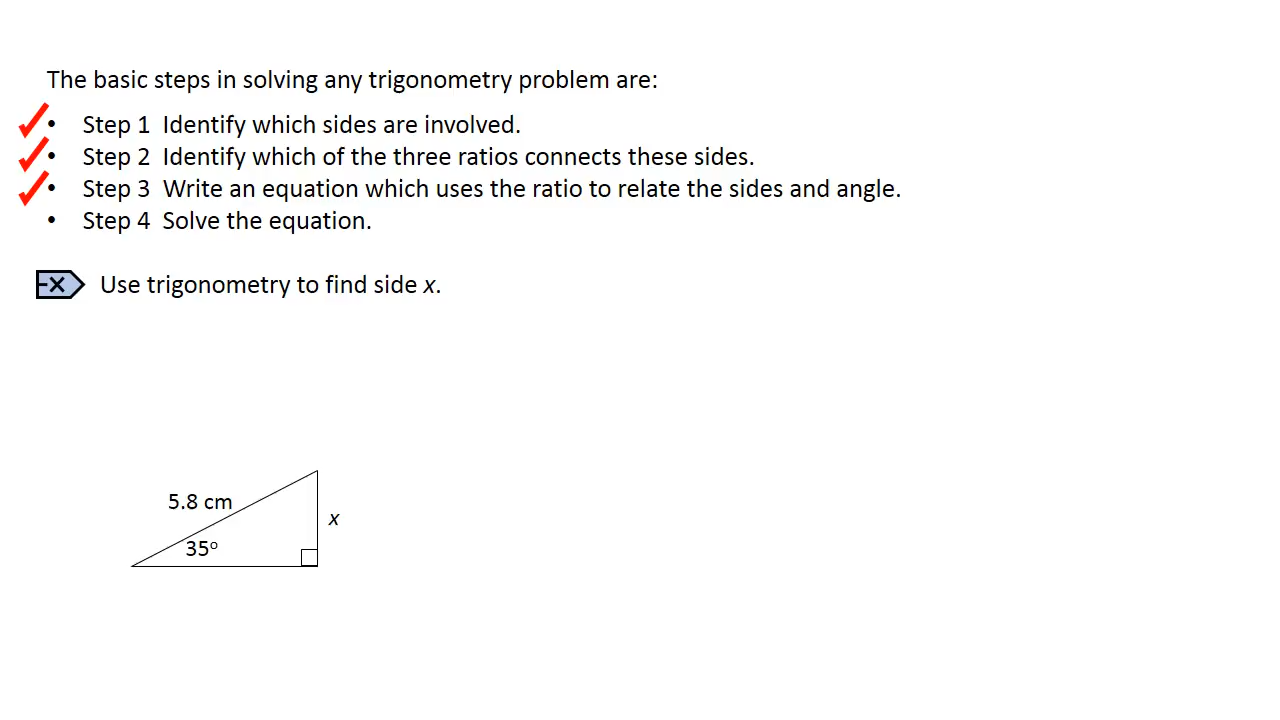 The basic steps in solving any trigonometry problem are:
• Step 1 Identify which sides are involved.
• Step 2 Identify which of the three ratios connects these sides.
• Step 3 Write an equation which uses the ratio to relate the sides and angle.
• Step 4 Solve the equation.
-X Use trigonometry to find side x.
5.8 cm
x
35°